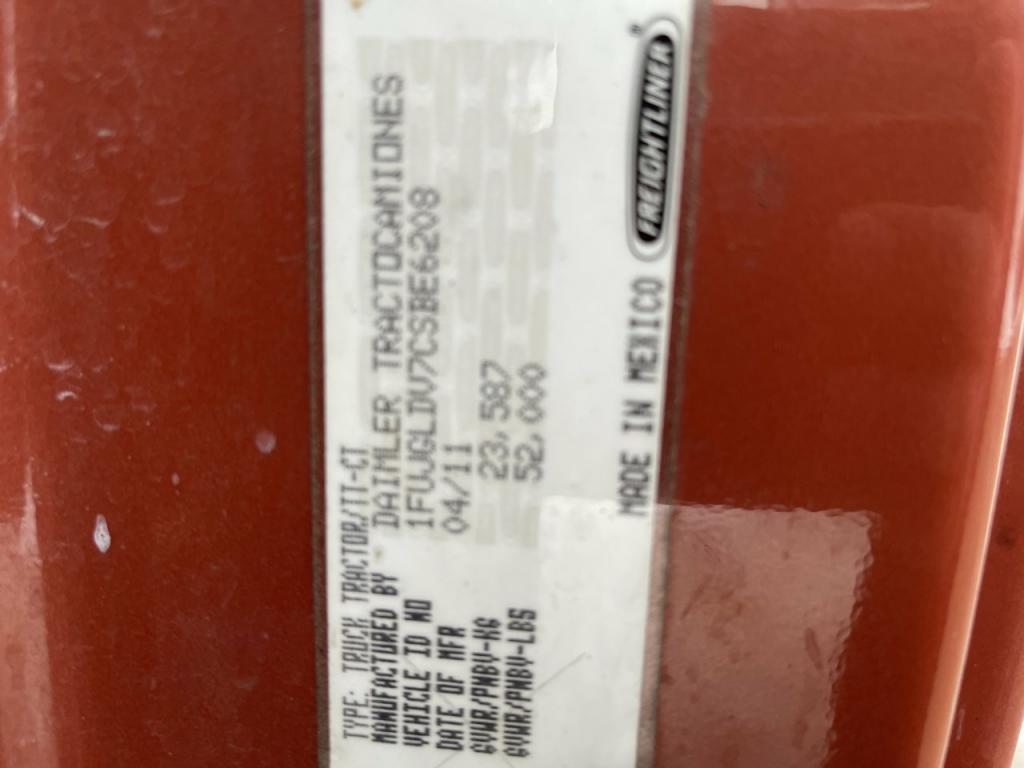 TYPE: TRUCK TRACTOR/TT-CT
MANUFACTURED BY DAIMLER TRACTOCAMIONES
VEHICLE ID NO 1FUJGLDV7CSBE6208
DATE OF MFR 04/11
GVWR/PNBV-KG 23,587
GVWR/PNBV-LBS 52,000
MADE IN MEXICO FREIGHTLINER